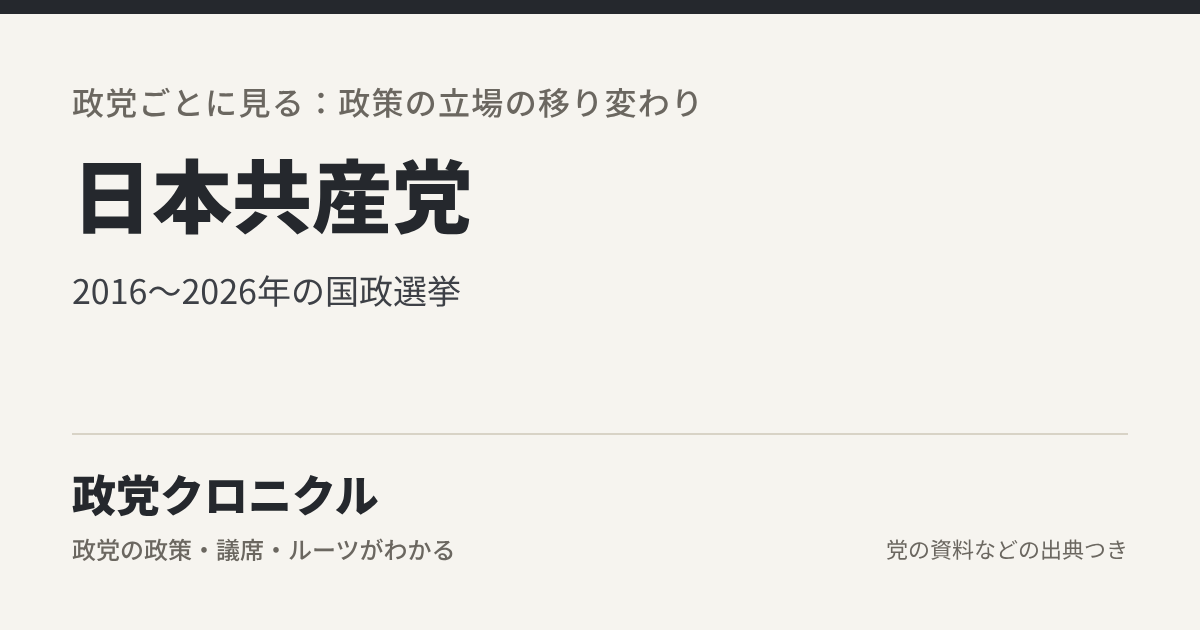 政党ごとに見る：政策の立場の移り変わり
日本共産党
2016〜2026年の国政選挙
政党クロニクル
政党の政策・議席・ルーツがわかる
党の資料などの出典つき